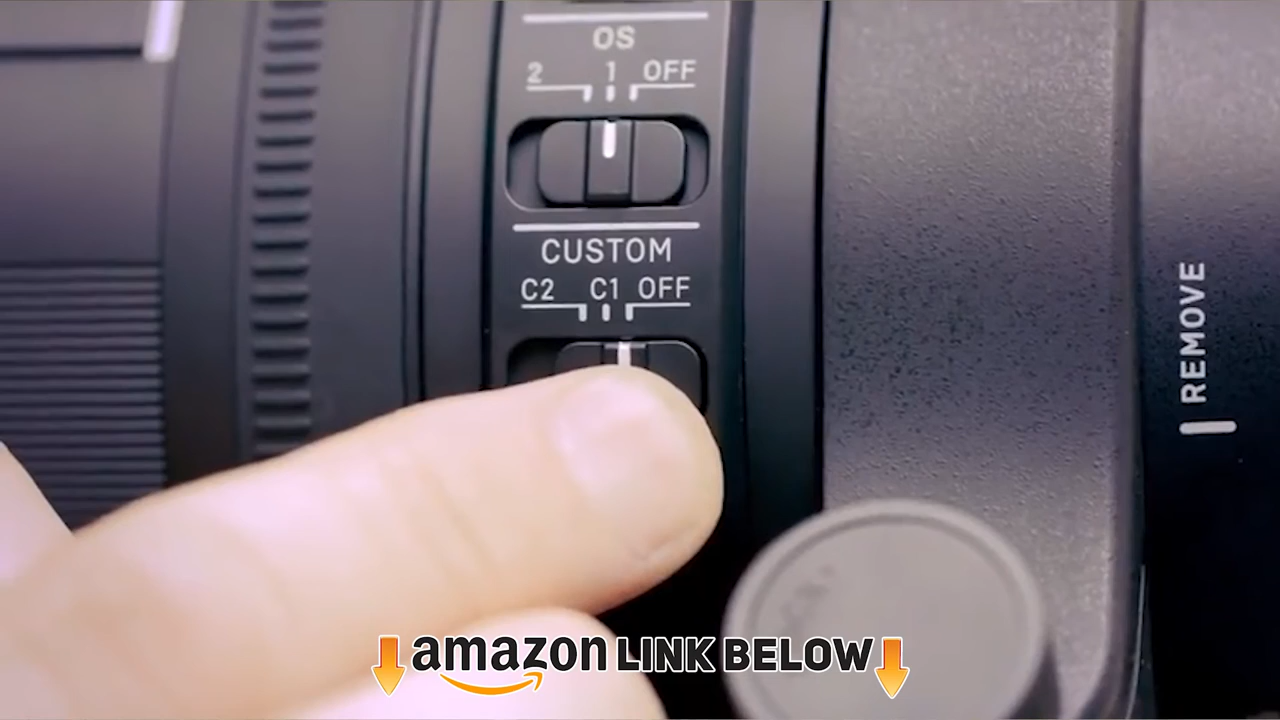 OS
2 1 OFF
CUSTOM
C2 C1 OFF
REMOVE
amazon LINK BELOW